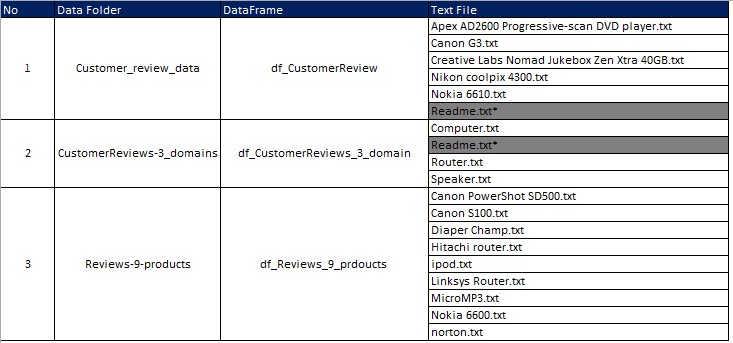 No Data Folder DataFrame Text File
Apex AD2600 Progressive-scan DVD player.txt
Canon G3.txt
Creative Labs Nomad Jukebox Zen Xtra 40GB.txt
1 Customer_review_data df_CustomerReview
Nikon coolpix 4300.txt
Nokia 6610.txt
Readme.txt*
Computer.txt
Readme.txt*
2 CustomerReviews-3_domains df_CustomerReviews_3_domain
Router.txt
Speaker.txt
Canon PowerShot SD500.txt
Canon S100.txt
Diaper Champ.txt
Hitachi router.txt
3 Reviews-9-products df_Reviews_9_prdoucts ipod.txt
Linksys Router.txt
MicroMP3.txt
Nokia 6600.txt
norton.txt